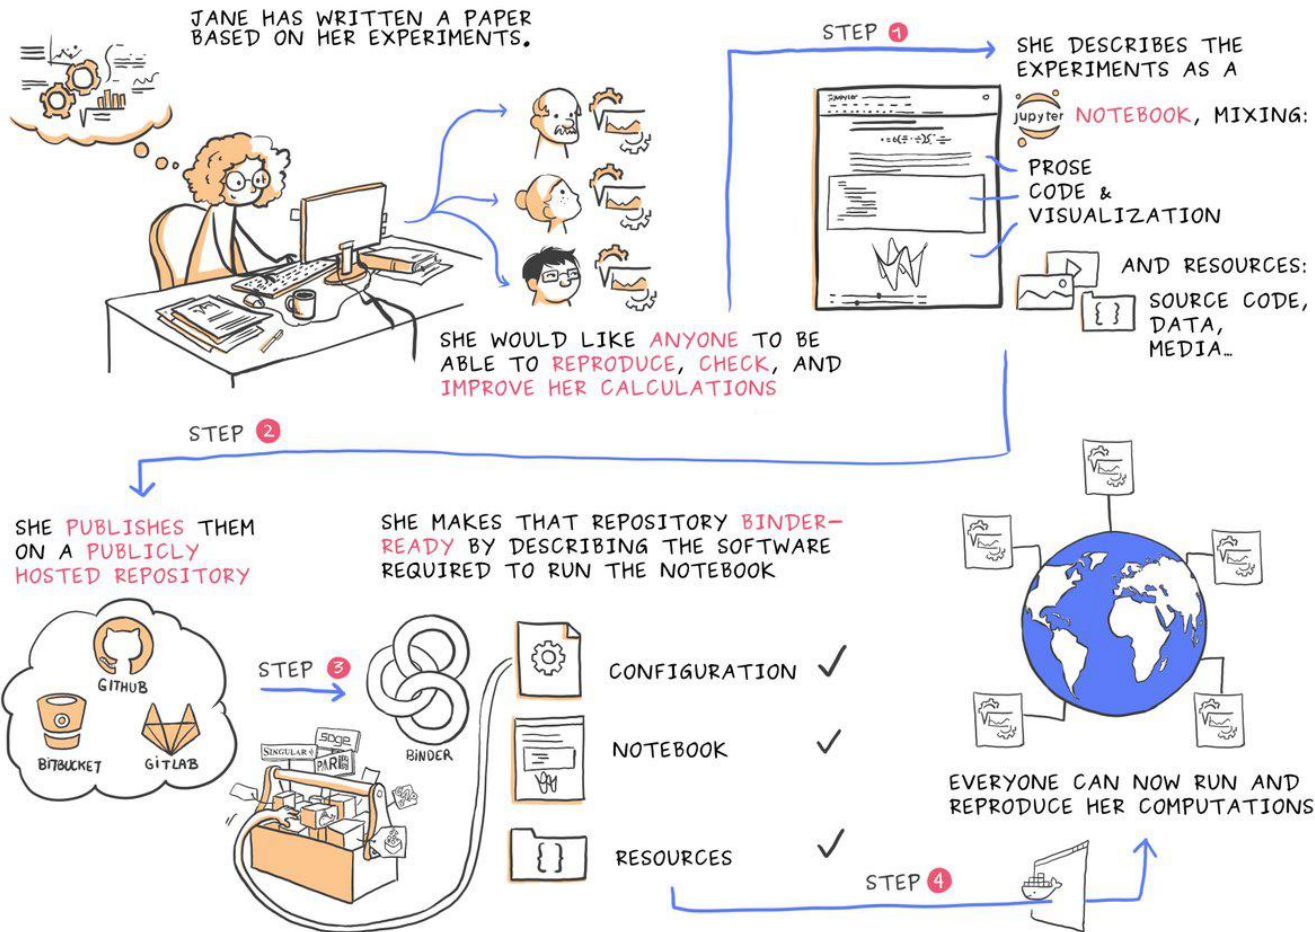 JANE HAS WRITTEN A PAPER
BASED ON HER EXPERIMENTS.
SHE WOULD LIKE ANYONE TO BE
ABLE TO REPRODUCE, CHECK, AND
IMPROVE HER CALCULATIONS
STEP 1
SHE DESCRIBES THE
EXPERIMENTS AS A
jupyter NOTEBOOK, MIXING:
Jupyter
PROSE
CODE &
VISUALIZATION
AND RESOURCES:
SOURCE CODE,
DATA,
MEDIA…
STEP 2
SHE PUBLISHES THEM
ON A PUBLICLY
HOSTED REPOSITORY
GITHUB
BITBUCKET
GITLAB
STEP 3
SHE MAKES THAT REPOSITORY BINDER-
READY BY DESCRIBING THE SOFTWARE
REQUIRED TO RUN THE NOTEBOOK
BINDER
SINGULAR
sage
PARI
GAP
CONFIGURATION ✓
NOTEBOOK ✓
RESOURCES ✓
{}
STEP 4
EVERYONE CAN NOW RUN AND
REPRODUCE HER COMPUTATIONS